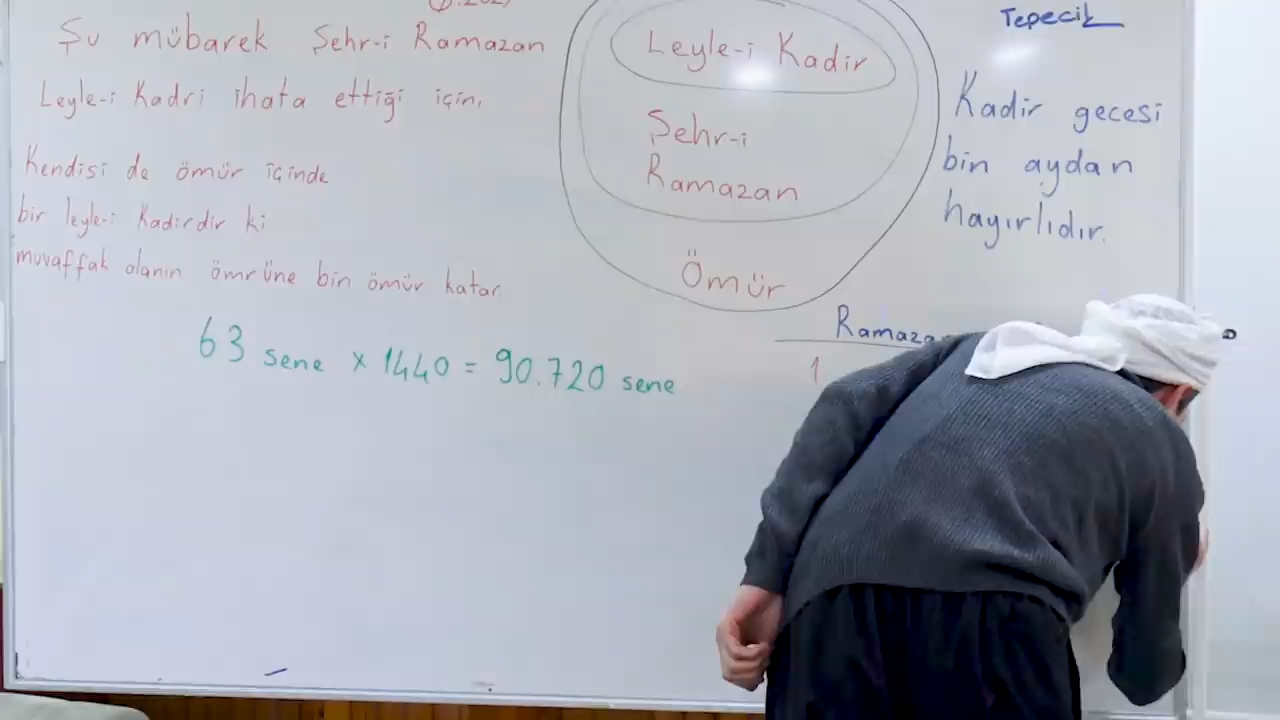 Şu mübarek Şehr-i Ramazan
Leyle-i Kadri ihata ettiği için,
Kendisi de ömür içinde
bir leyle-i Kadirdir ki
muvaffak olanın ömrüne bin ömür katar.
63 sene x 1440 = 90.720 sene
Leyle-i Kadir
Şehr-i
Ramazan
Ömür
Tepecik
Kadir gecesi
bin aydan
hayırlıdır.
1